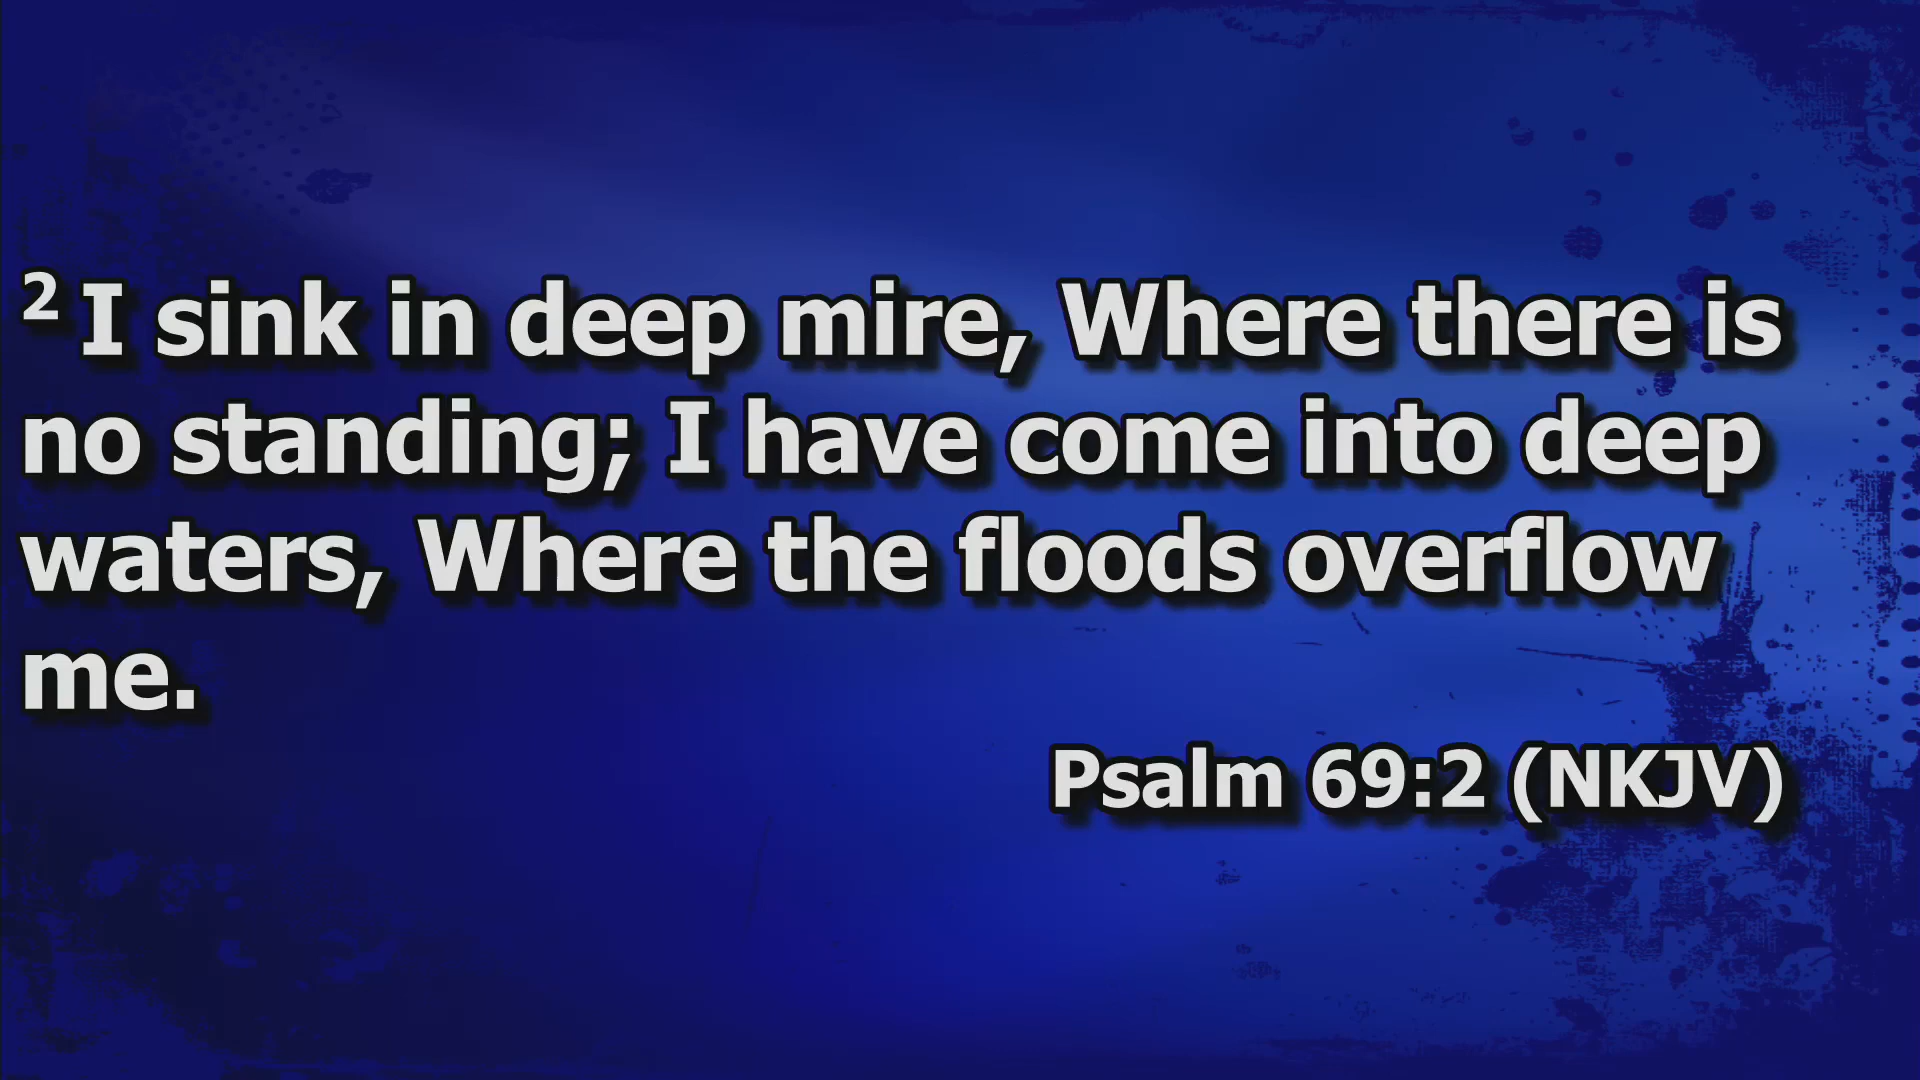 2 I sink in deep mire, Where there is
no standing; I have come into deep
waters, Where the floods overflow
me.
Psalm 69:2 (NKJV)